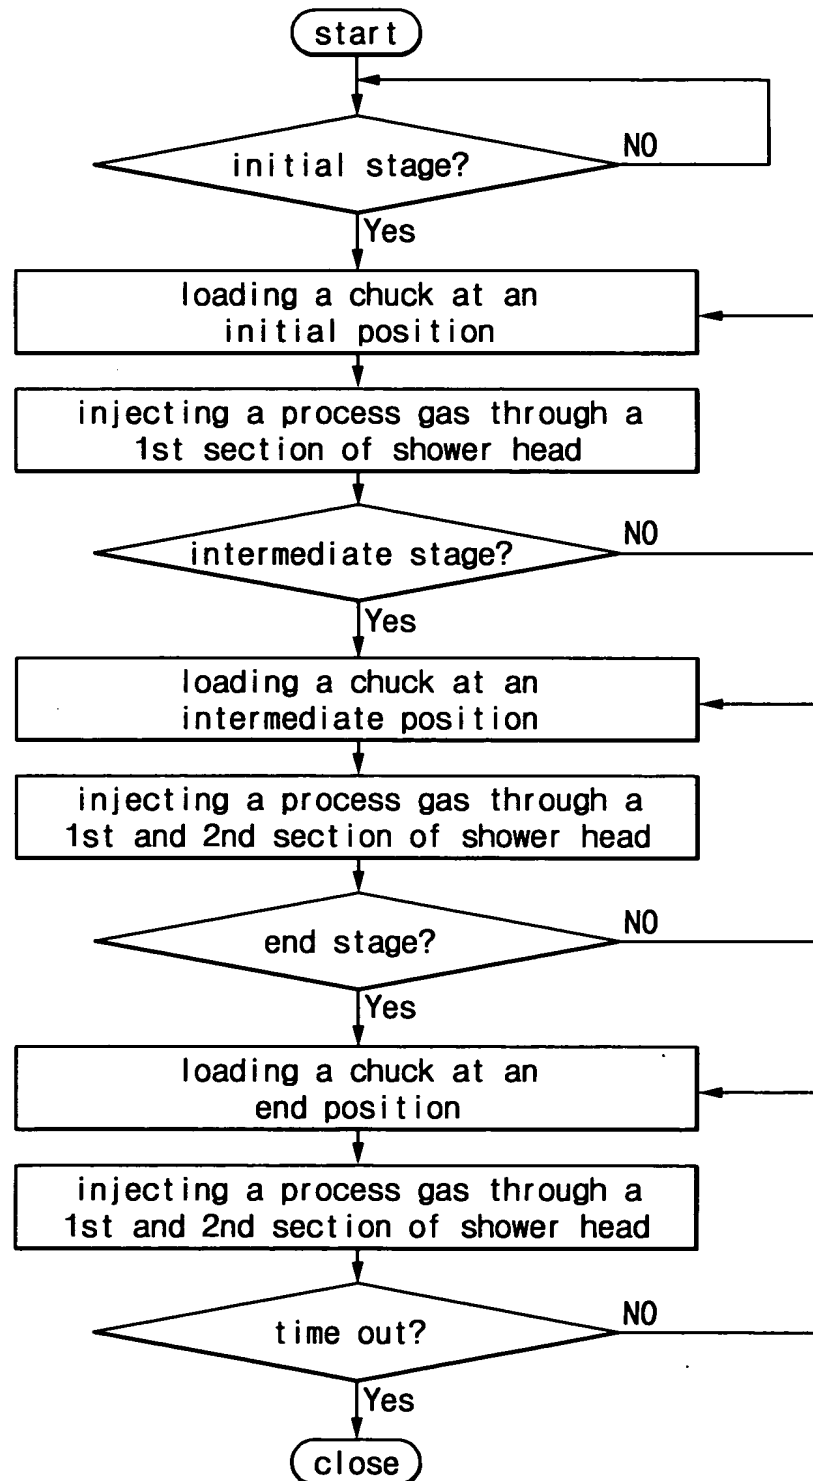 start
initial stage?
NO
Yes
loading a chuck at an
initial position
injecting a process gas through a
1st section of shower head
intermediate stage?
NO
Yes
loading a chuck at an
intermediate position
injecting a process gas through a
1st and 2nd section of shower head
end stage?
NO
Yes
loading a chuck at an
end position
injecting a process gas through a
1st and 2nd section of shower head
time out?
NO
Yes
close